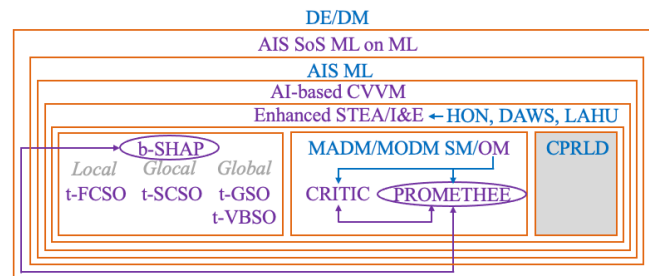 DE/DM
AIS SoS ML on ML
AIS ML
AI-based CVVM
Enhanced STEA/I&E HON, DAWS, LAHU
b-SHAP
Local Glocal Global
t-FCSO t-SCSO t-GSO
t-VBSO
MADM/MODM SM/OM
CRITIC PROMETHEE
CPRLD